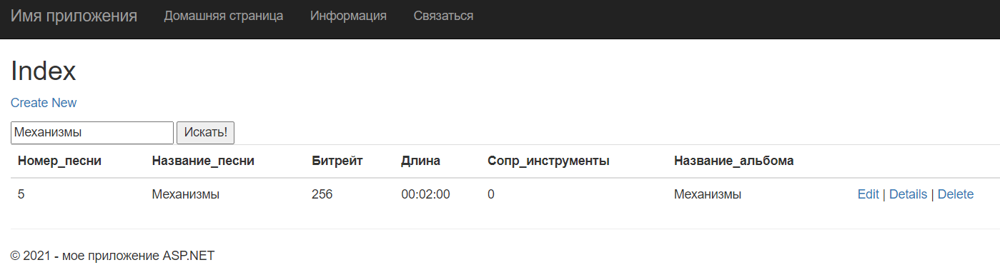 Имя приложения Домашняя страница Информация Связаться
Index
Create New
Механизмы Искать!
Номер_песни Название_песни Битрейт Длина Сопр_инструменты Название_альбома
5 Механизмы 256 00:02:00 0 Механизмы Edit | Details | Delete
© 2021 - мое приложение ASP.NET